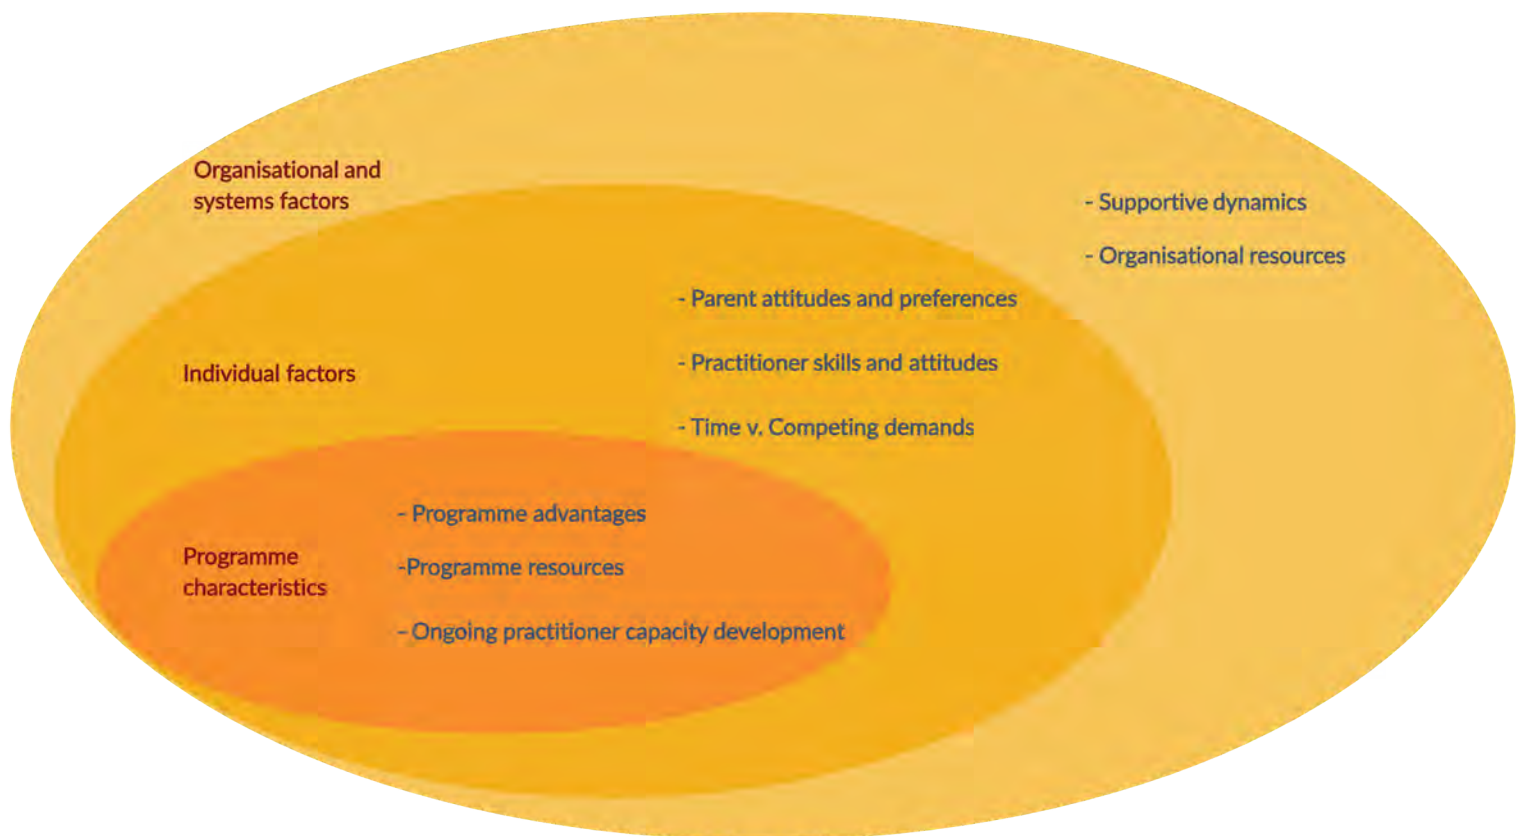 Organisational and
systems factors
- Supportive dynamics
- Organisational resources
Individual factors
- Parent attitudes and preferences
- Practitioner skills and attitudes
- Time v. Competing demands
Programme
characteristics
- Programme advantages
-Programme resources
- Ongoing practitioner capacity development